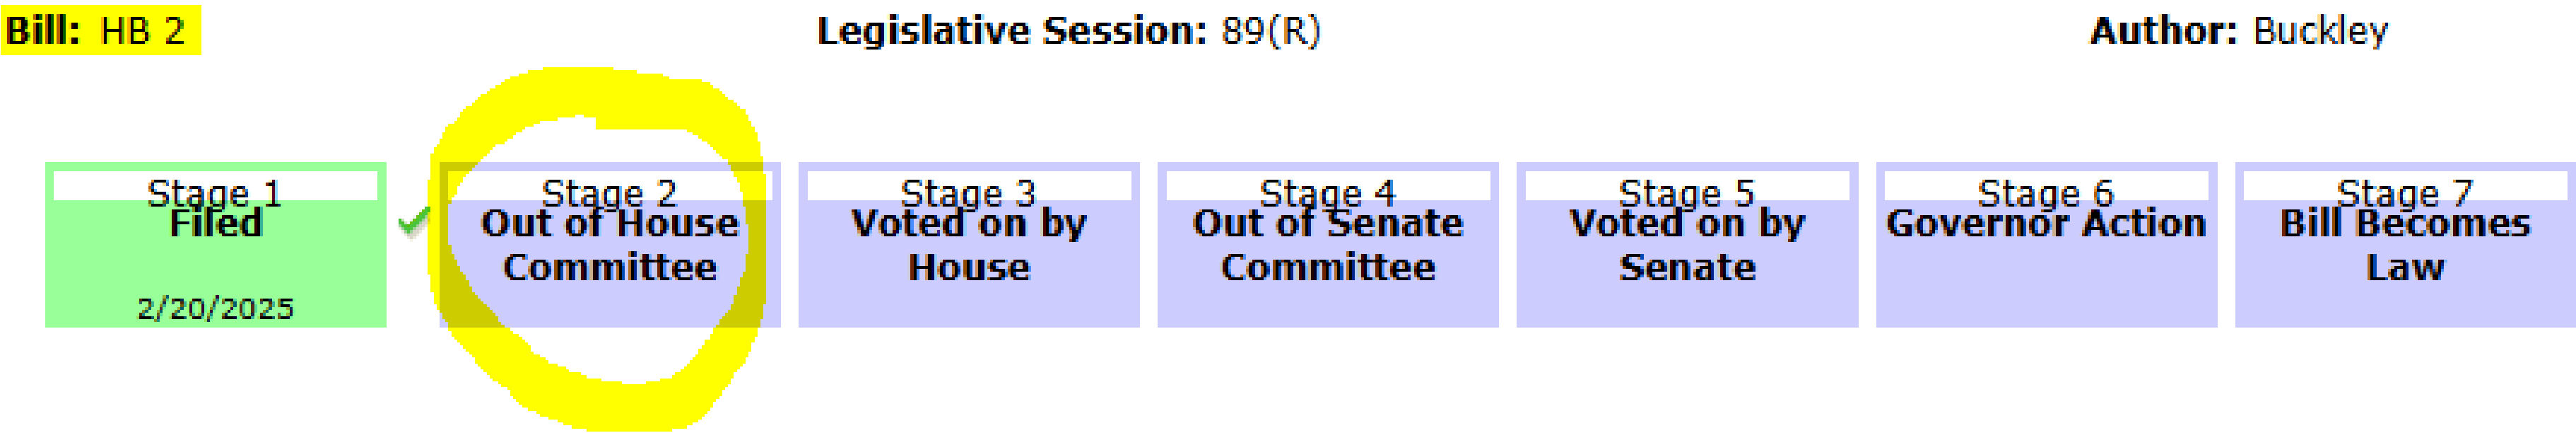 Bill: HB 2 Legislative Session: 89(R) Author: Buckley
Stage 1 Stage 2 Stage 3 Stage 4 Stage 5 Stage 6 Stage 7
Filed Out of House Voted on by Out of Senate Voted on by Governor Action Bill Becomes
Committee House Committee Senate Law
2/20/2025